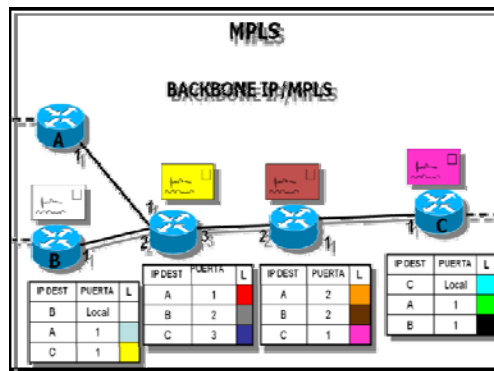 MPLS
BACKBONE IP/MPLS
A
1
B
1
1
2
3
2
1
1
C
IP DEST PUERTA L
B Local
A 1
C 1
IP DEST PUERTA L
A 1
B 2
C 3
IP DEST PUERTA L
A 2
B 2
C 1
IP DEST PUERTA L
C Local
A 1
B 1